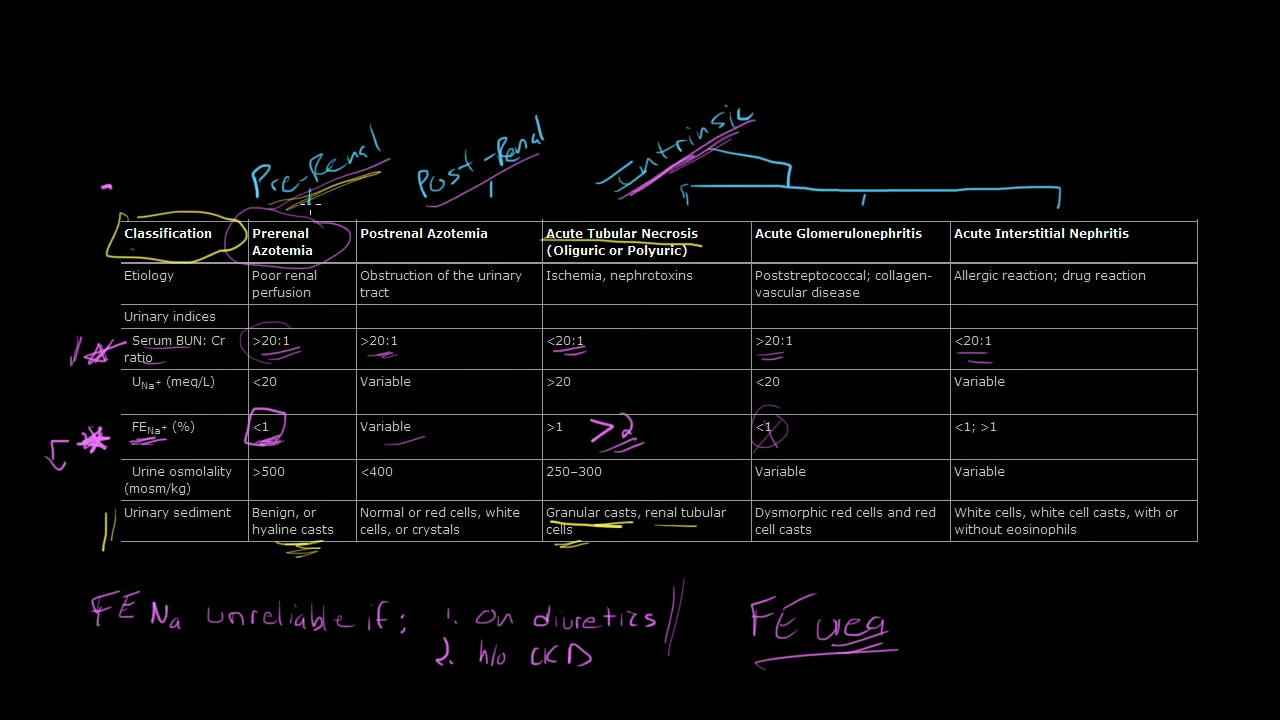 Pre-Renal Post-Renal Intrinsic
Classification Prerenal Azotemia Postrenal Azotemia Acute Tubular Necrosis (Oliguric or Polyuric) Acute Glomerulonephritis Acute Interstitial Nephritis
Etiology Poor renal perfusion Obstruction of the urinary tract Ischemia, nephrotoxins Poststreptococcal; collagen-vascular disease Allergic reaction; drug reaction
Urinary indices
Serum BUN: Cr ratio >20:1 >20:1 <20:1 >20:1 <20:1
UNa+ (meq/L) <20 Variable >20 <20 Variable
FENa+ (%) <1 Variable >1 >2 <1 <1; >1
Urine osmolality (mosm/kg) >500 <400 250–300 Variable Variable
Urinary sediment Benign, or hyaline casts Normal or red cells, white cells, or crystals Granular casts, renal tubular cells Dysmorphic red cells and red cell casts White cells, white cell casts, with or without eosinophils
FE Na unreliable if: 1. on diuretics FE urea
2. h/o CKD